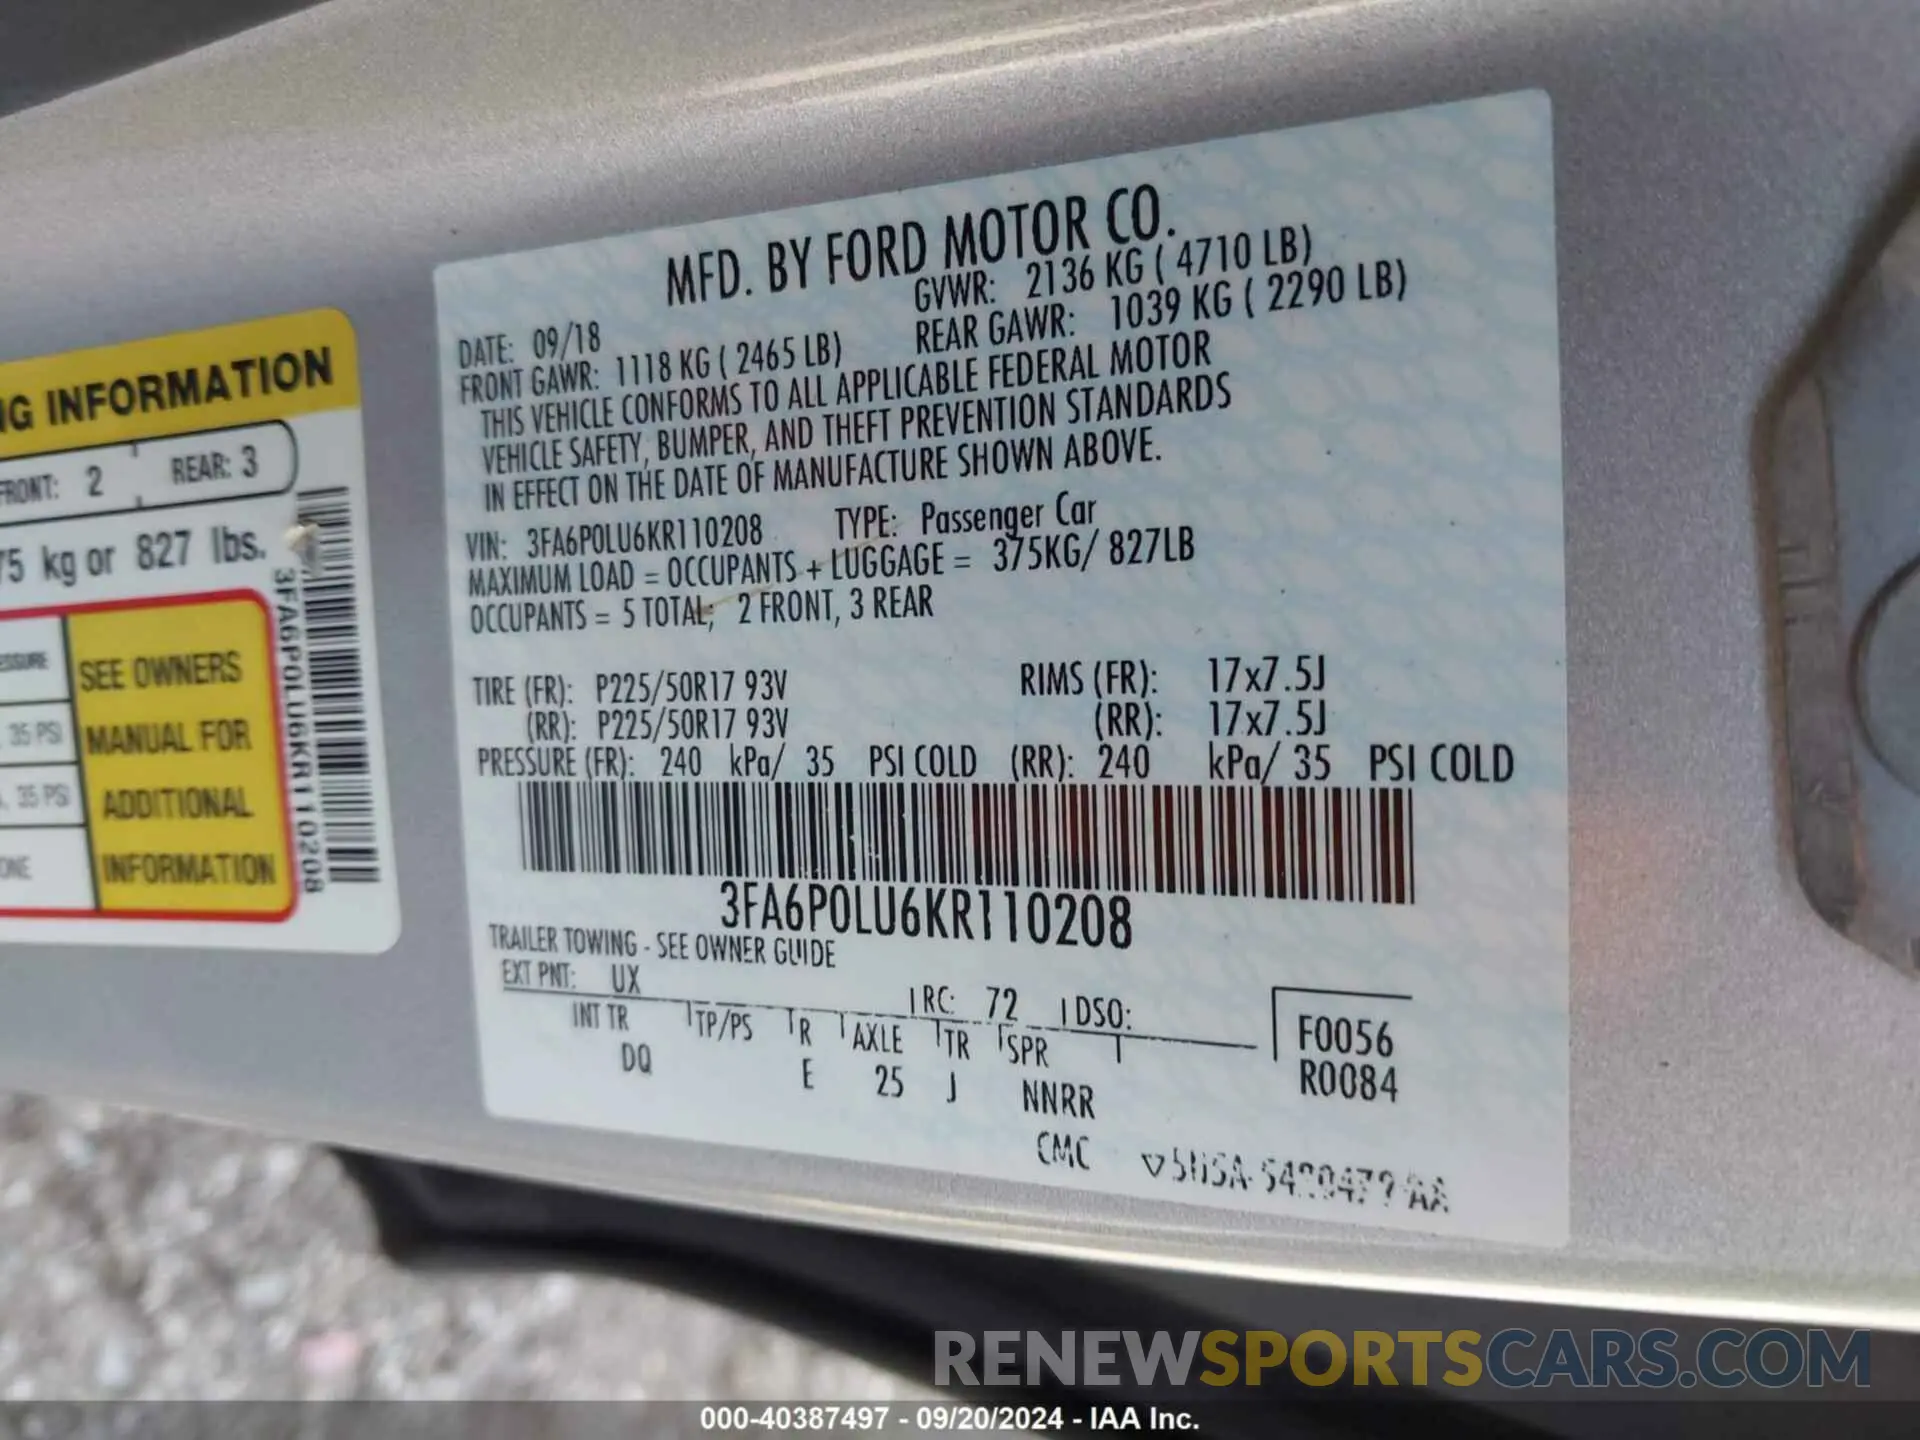 MFD. BY FORD MOTOR CO.
DATE: 09/18 GVWR: 2136 KG ( 4710 LB)
FRONT GAWR: 1118 KG ( 2465 LB) REAR GAWR: 1039 KG ( 2290 LB)
THIS VEHICLE CONFORMS TO ALL APPLICABLE FEDERAL MOTOR
VEHICLE SAFETY, BUMPER, AND THEFT PREVENTION STANDARDS
IN EFFECT ON THE DATE OF MANUFACTURE SHOWN ABOVE.
VIN: 3FA6P0LU6KR110208 TYPE: Passenger Car
MAXIMUM LOAD = OCCUPANTS + LUGGAGE = 375KG/ 827LB
OCCUPANTS = 5 TOTAL; 2 FRONT, 3 REAR
TIRE (FR): P225/50R17 93V RIMS (FR): 17x7.5J
(RR): P225/50R17 93V (RR): 17x7.5J
PRESSURE (FR): 240 kPa/ 35 PSI COLD (RR): 240 kPa/ 35 PSI COLD
3FA6P0LU6KR110208
TRAILER TOWING - SEE OWNER GUIDE
EXT PNT: UX RC: 72 DSO:
INT TR TP/PS R AXLE TR SPR
DQ E 25 J NNRR
F0056
R0084
CMC
INFORMATION
FRONT: 2 REAR: 3
kg or 827 lbs.
SEE OWNERS
35 PSI MANUAL FOR
35 PSI ADDITIONAL
INFORMATION
3FA6P0LU6KR110208
RENEWSPORTSCARS.COM
000-40387497 - 09/20/2024 - IAA Inc.